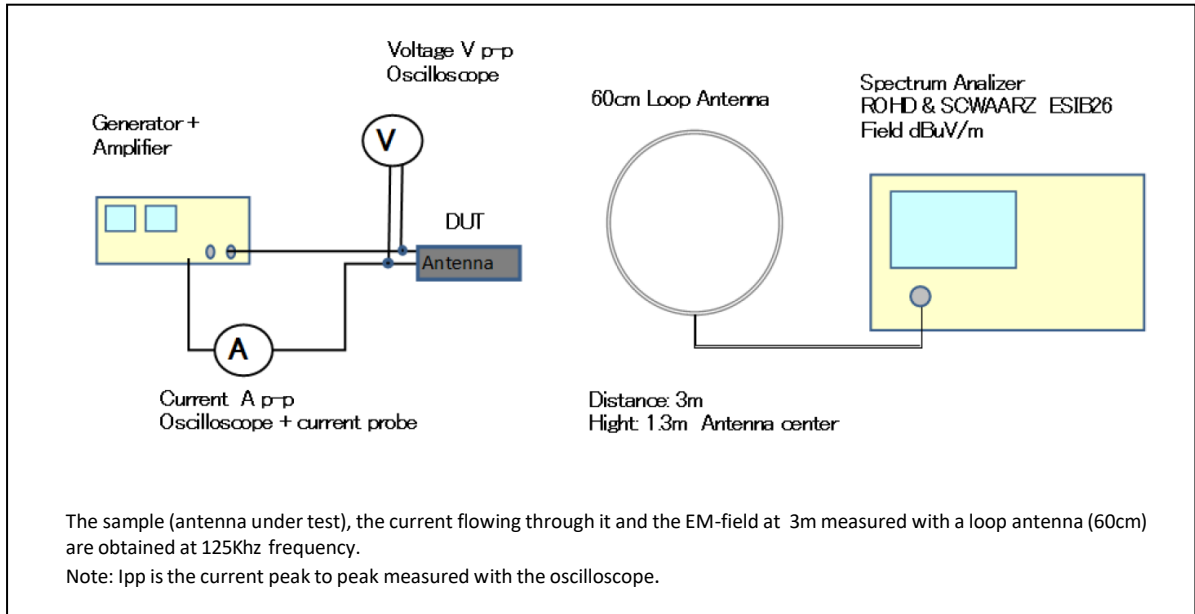 Voltage V p-p
Oscilloscope
Generator +
Amplifier
V
DUT
Antenna
A
Current A p-p
Oscilloscope + current probe
60cm Loop Antenna
Spectrum Analizer
ROHD & SCWAARZ ESIB26
Field dBuV/m
Distance: 3m
Hight: 1.3m Antenna center
The sample (antenna under test), the current flowing through it and the EM-field at 3m measured with a loop antenna (60cm)
are obtained at 125Khz frequency.
Note: Ipp is the current peak to peak measured with the oscilloscope.